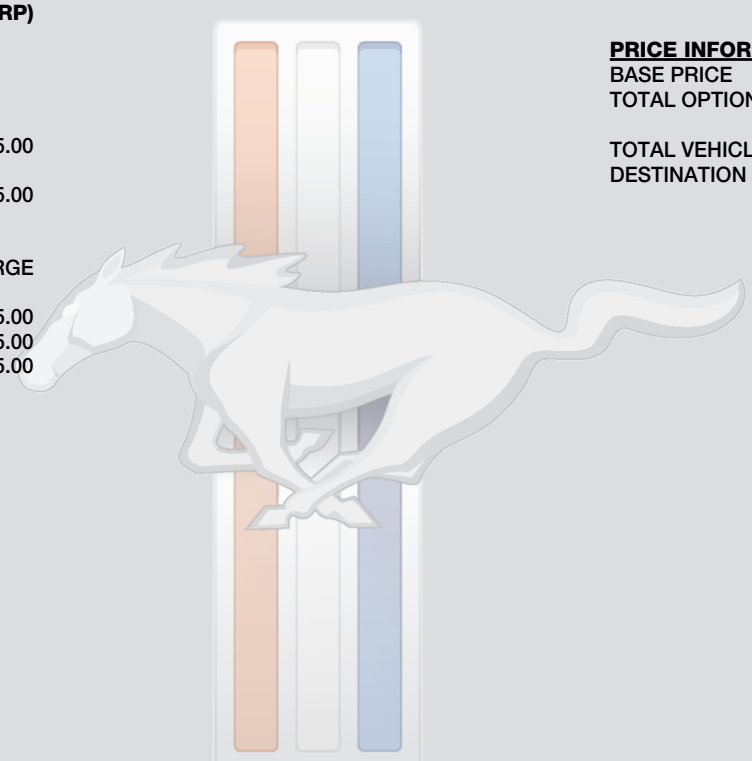 RP)
5.00
5.00
RGE
5.00
5.00
5.00
PRICE INFOR
BASE PRICE
TOTAL OPTION
TOTAL VEHICL
DESTINATION